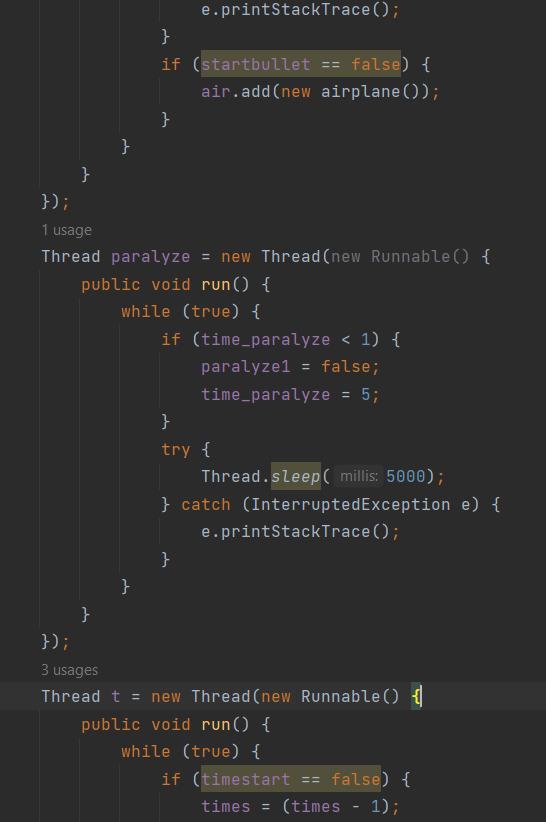 e.printStackTrace();
}
if (startbullet == false) {
air.add(new airplane());
}
}
}
});
1 usage
Thread paralyze = new Thread(new Runnable() {
public void run() {
while (true) {
if (time_paralyze < 1) {
paralyze1 = false;
time_paralyze = 5;
}
try {
Thread.sleep( millis: 5000);
} catch (InterruptedException e) {
e.printStackTrace();
}
}
}
});
3 usages
Thread t = new Thread(new Runnable() {
public void run() {
while (true) {
if (timestart == false) {
times = (times - 1);